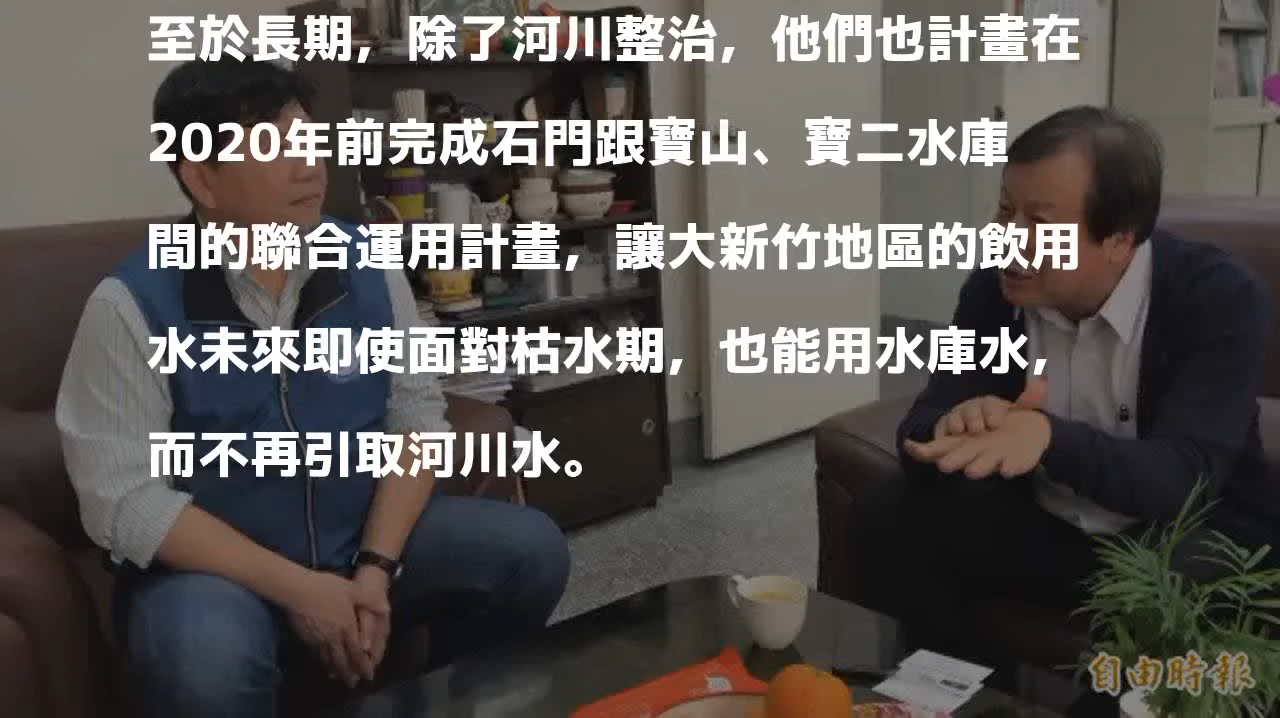 至於長期，除了河川整治，他們也計畫在
2020年前完成石門跟寶山、寶二水庫
間的聯合運用計畫，讓大新竹地區的飲用
水未來即使面對枯水期，也能用水庫水，
而不再引取河川水。
自由時報